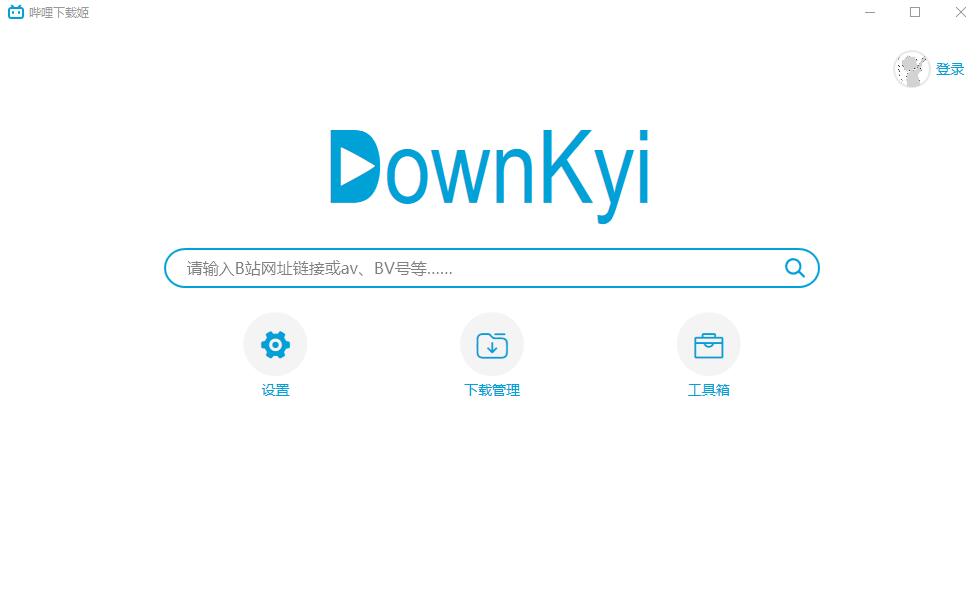 哔哩下载姬
登录
DownKyi
请输入B站网址链接或av、BV号等......
设置
下载管理
工具箱